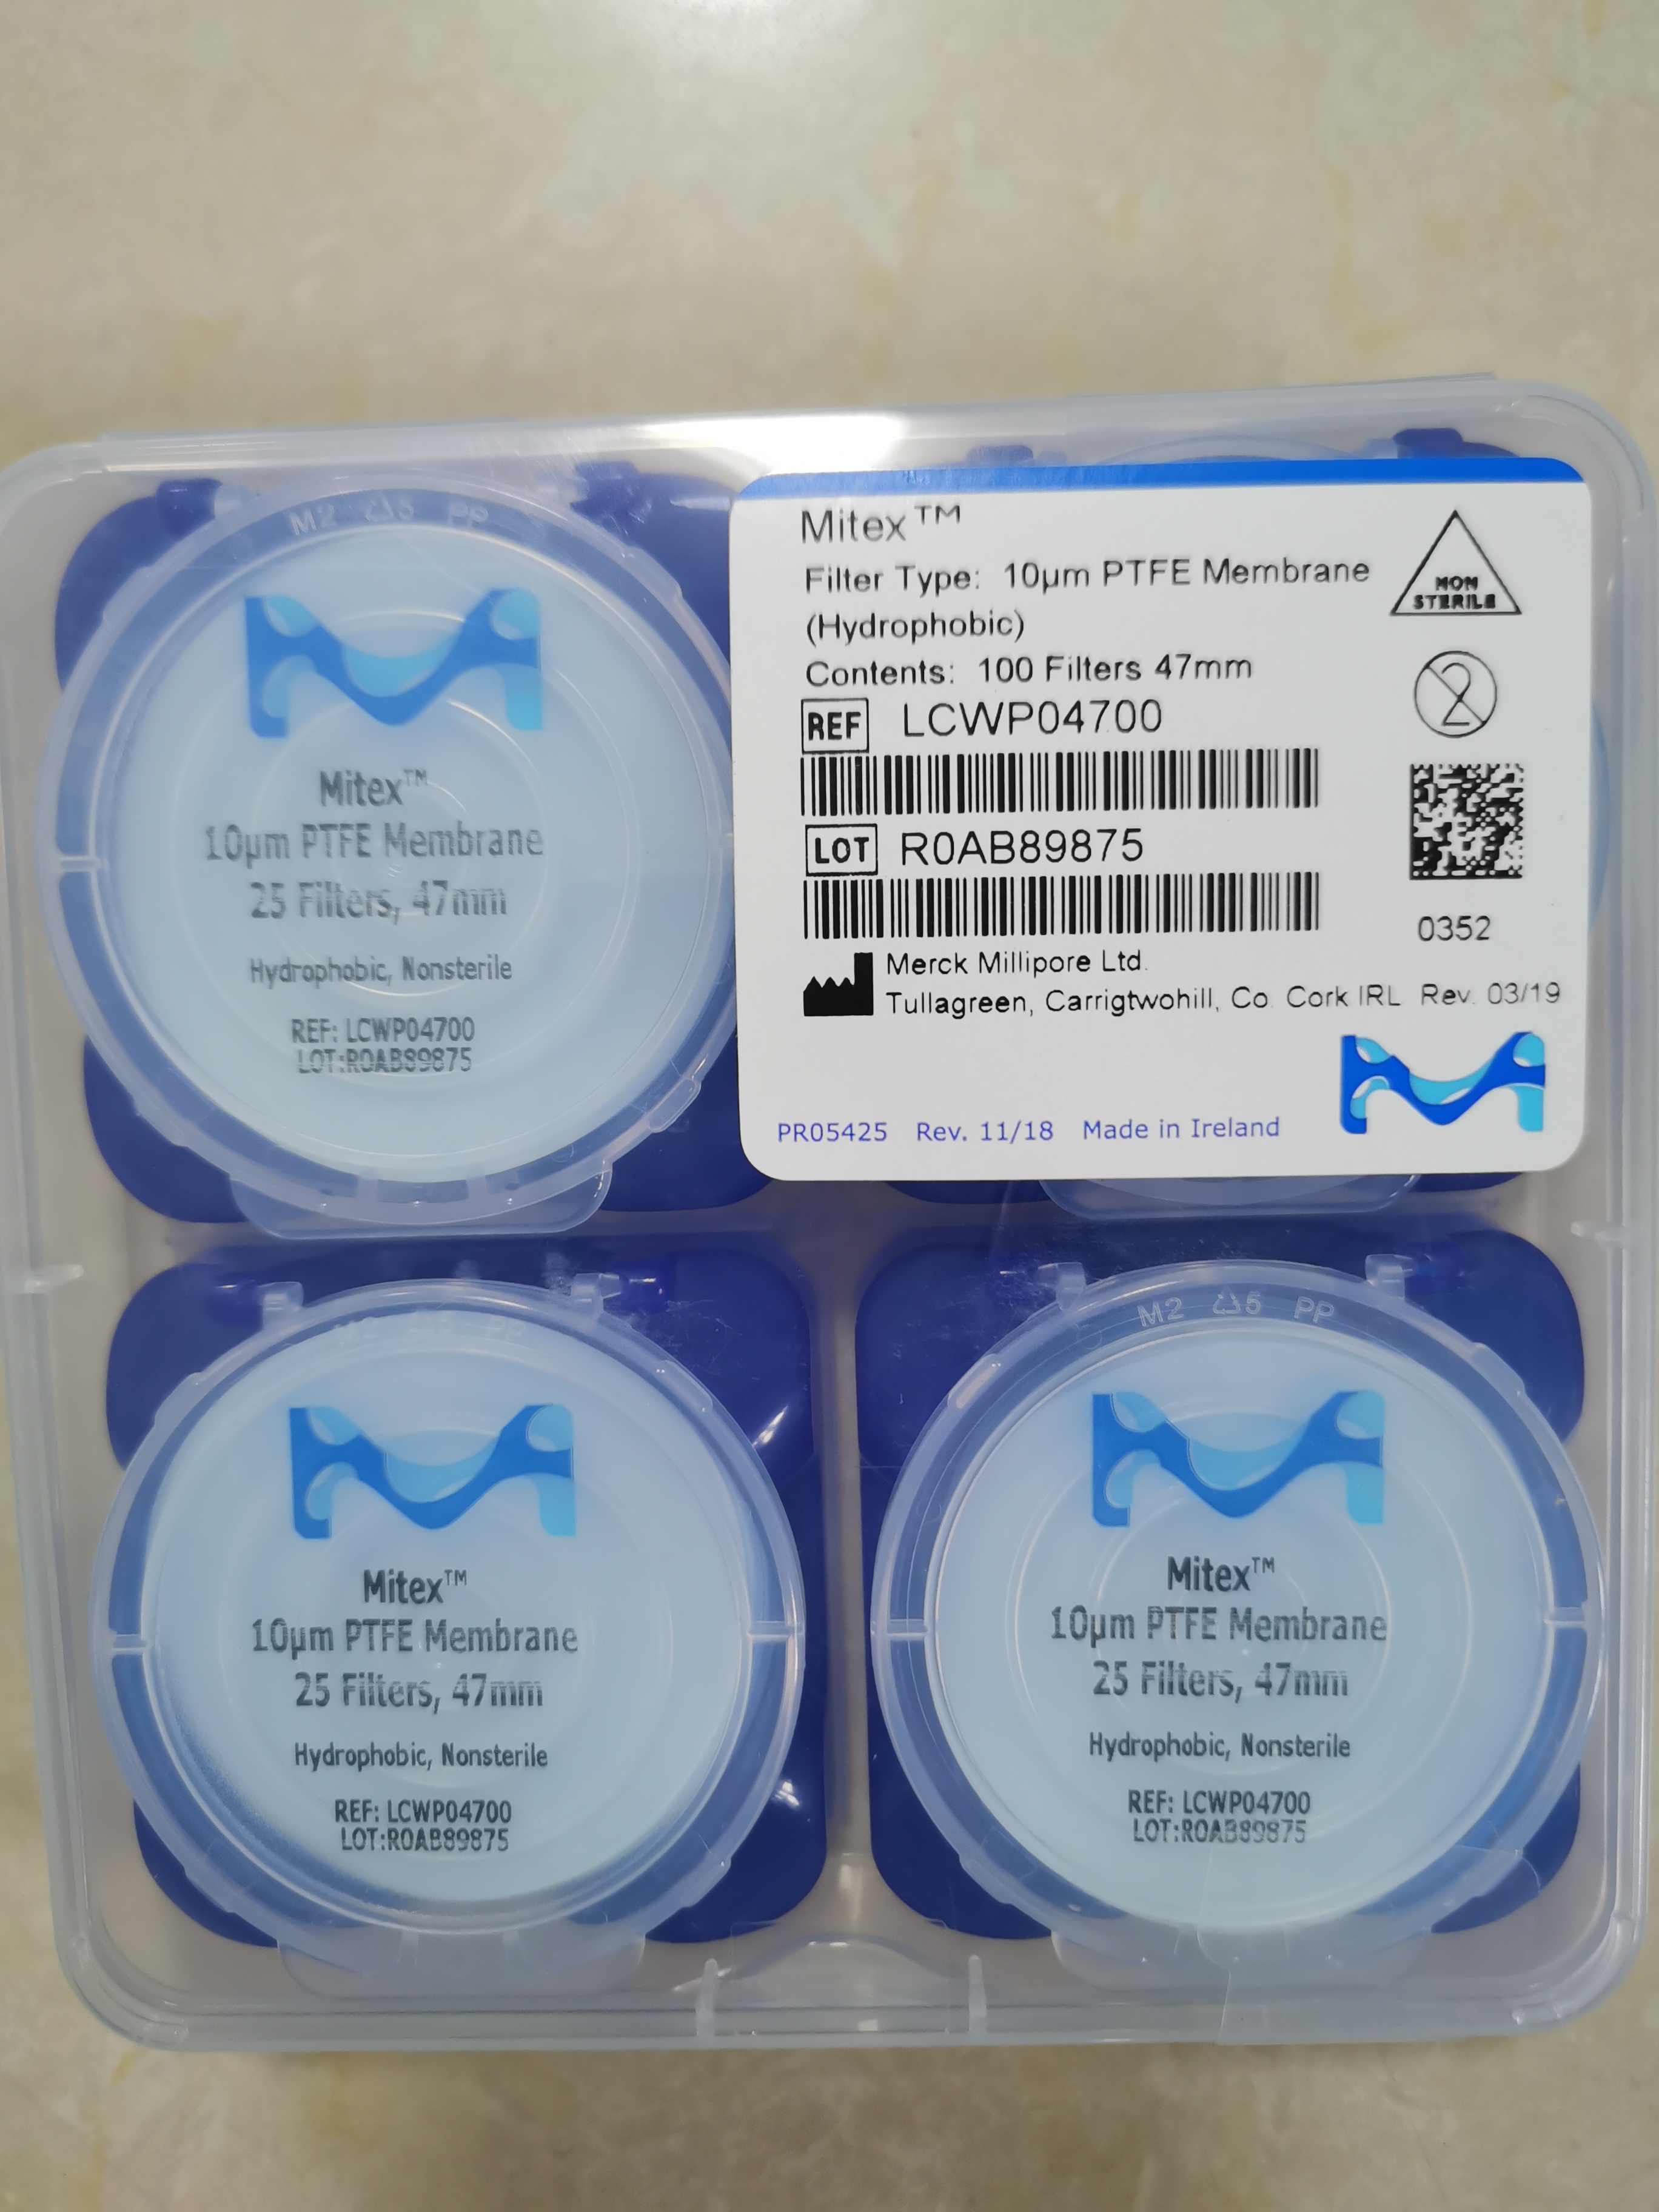 M2 5 PP
Mitex™
10µm PTFE Membrane
25 Filters, 47mm
Hydrophobic, Nonsterile
REF: LCWP04700
LOT:R0AB89875
Mitex™
Filter Type: 10µm PTFE Membrane
(Hydrophobic)
Contents: 100 Filters 47mm
REF LCWP04700
LOT R0AB89875
Merck Millipore Ltd.
Tullagreen, Carrigtwohill, Co. Cork IRL Rev. 03/19
NON
STERILE
2
0352
PR05425 Rev. 11/18 Made in Ireland
M2 5 PP
Mitex™
10µm PTFE Membrane
25 Filters, 47mm
Hydrophobic, Nonsterile
REF: LCWP04700
LOT:R0AB89875
M2 5 PP
Mitex™
10µm PTFE Membrane
25 Filters, 47mm
Hydrophobic, Nonsterile
REF: LCWP04700
LOT:R0AB89875